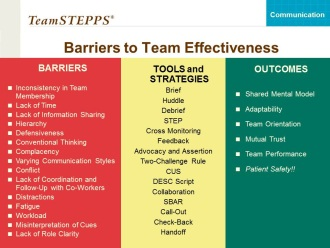 TeamSTEPPS®
Communication
Barriers to Team Effectiveness
BARRIERS
Inconsistency in Team
Membership
Lack of Time
Lack of Information Sharing
Hierarchy
Defensiveness
Conventional Thinking
Complacency
Varying Communication Styles
Conflict
Lack of Coordination and
Follow-Up with Co-Workers
Distractions
Fatigue
Workload
Misinterpretation of Cues
Lack of Role Clarity
TOOLS and
STRATEGIES
Brief
Huddle
Debrief
STEP
Cross Monitoring
Feedback
Advocacy and Assertion
Two-Challenge Rule
CUS
DESC Script
Collaboration
SBAR
Call-Out
Check-Back
Handoff
OUTCOMES
Shared Mental Model
Adaptability
Team Orientation
Mutual Trust
Team Performance
Patient Safety!!